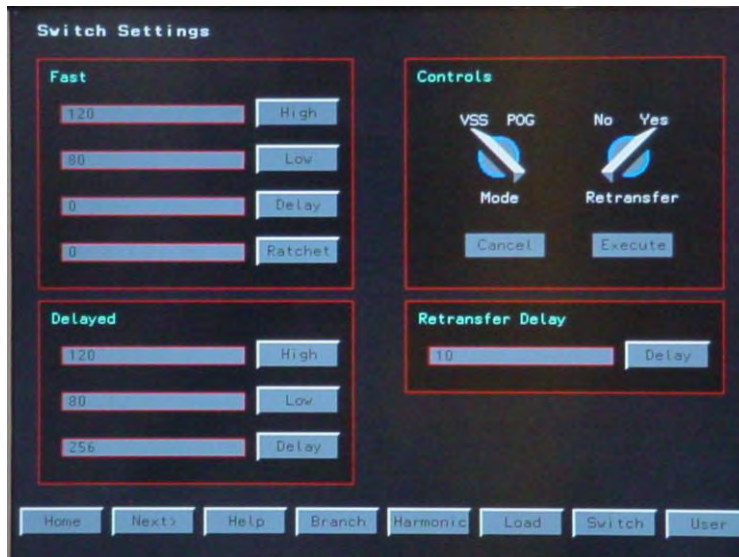 Switch Settings
Fast
120 High
80 Low
0 Delay
0 Ratchet
Delayed
120 High
80 Low
256 Delay
Controls
VSS POG No Yes
Mode Retransfer
Cancel Execute
Retransfer Delay
10 Delay
Home Next> Help Branch Harmonic Load Switch User